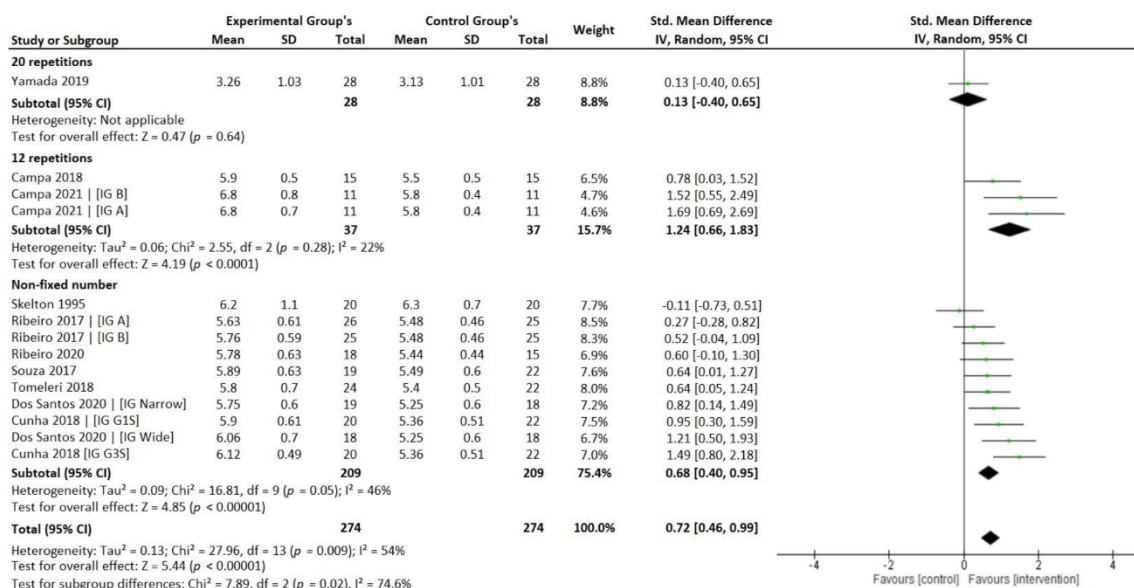 Experimental Group's Control Group's Std. Mean Difference Std. Mean Difference
Study or Subgroup Mean SD Total Mean SD Total Weight IV, Random, 95% CI IV, Random, 95% CI
20 repetitions
Yamada 2019 3.26 1.03 28 3.13 1.01 28 8.8% 0.13 [-0.40, 0.65]
Subtotal (95% CI) 28 28 8.8% 0.13 [-0.40, 0.65]
Heterogeneity: Not applicable
Test for overall effect: Z = 0.47 (p = 0.64)
12 repetitions
Campa 2018 5.9 0.5 15 5.5 0.5 15 6.5% 0.78 [0.03, 1.52]
Campa 2021 | [IG B] 6.8 0.8 11 5.8 0.4 11 4.7% 1.52 [0.55, 2.49]
Campa 2021 | [IG A] 6.8 0.7 11 5.8 0.4 11 4.6% 1.69 [0.69, 2.69]
Subtotal (95% CI) 37 37 15.7% 1.24 [0.66, 1.83]
Heterogeneity: Tau² = 0.06; Chi² = 2.55, df = 2 (p = 0.28); I² = 22%
Test for overall effect: Z = 4.19 (p < 0.0001)
Non-fixed number
Skelton 1995 6.2 1.1 20 6.3 0.7 20 7.7% -0.11 [-0.73, 0.51]
Ribeiro 2017 | [IG A] 5.63 0.61 26 5.48 0.46 25 8.5% 0.27 [-0.28, 0.82]
Ribeiro 2017 | [IG B] 5.76 0.59 25 5.48 0.46 25 8.3% 0.52 [-0.04, 1.09]
Ribeiro 2020 5.78 0.63 18 5.44 0.44 15 6.9% 0.60 [-0.10, 1.30]
Souza 2017 5.89 0.63 19 5.49 0.6 22 7.6% 0.64 [0.01, 1.27]
Tomeleri 2018 5.8 0.7 24 5.4 0.5 22 8.0% 0.64 [0.05, 1.24]
Dos Santos 2020 | [IG Narrow] 5.75 0.6 19 5.25 0.6 18 7.2% 0.82 [0.14, 1.49]
Cunha 2018 | [IG G1S] 5.9 0.61 20 5.36 0.51 22 7.4% 0.95 [0.30, 1.59]
Dos Santos 2020 | [IG Wide] 6.06 0.7 18 5.25 0.6 18 6.7% 1.21 [0.50, 1.93]
Cunha 2018 [IG G3S] 6.12 0.49 20 5.36 0.51 22 7.0% 1.49 [0.80, 2.18]
Subtotal (95% CI) 209 209 75.4% 0.68 [0.40, 0.95]
Heterogeneity: Tau² = 0.09; Chi² = 16.81, df = 9 (p = 0.05); I² = 46%
Test for overall effect: Z = 4.85 (p < 0.00001)
Total (95% CI) 274 274 100.0% 0.72 [0.46, 0.99]
Heterogeneity: Tau² = 0.13; Chi² = 27.96, df = 13 (p = 0.009); I² = 54%
Test for overall effect: Z = 5.44 (p < 0.00001)
Test for subgroup differences: Chi² = 7.89, df = 2 (p = 0.02), I² = 74.6%
-4 -2 0 2 4
Favours [control] Favours [intervention]